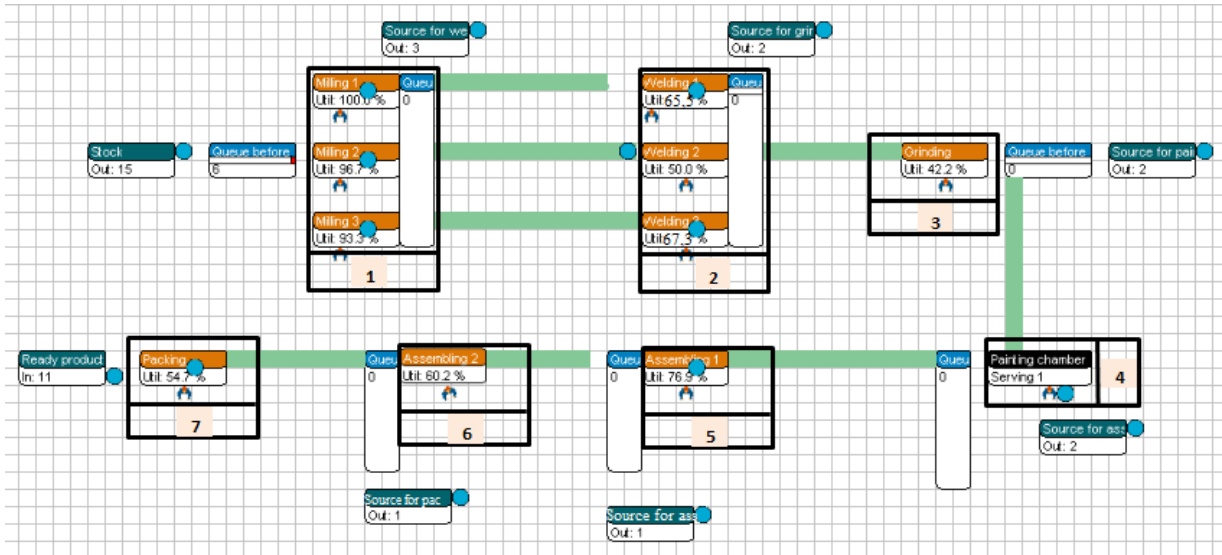 Source for we
Out: 3
Source for grin
Out: 2
Milling 1
Util: 100.0 %
Queu
0
Welding 1
Util:65.3 %
Queu
0
Stock
Out: 15
Queue before
6
Milling 2
Util: 96.7 %
Welding 2
Util: 50.0 %
Grinding
Util: 42.2 %
Queue before
0
Source for pai
Out: 2
Milling 3
Util: 93.3 %
Welding 3
Util:67.3 %
3
1
2
Ready product
In: 11
Packing
Util: 54.7 %
Queu
0
Assembling 2
Util: 60.2 %
Queu
0
Assembling 1
Util: 76.9 %
Queu
0
Painting chamber
Serving 1
4
7
6
5
Source for ass
Out: 2
Source for pac
Out: 1
Source for ass
Out: 1